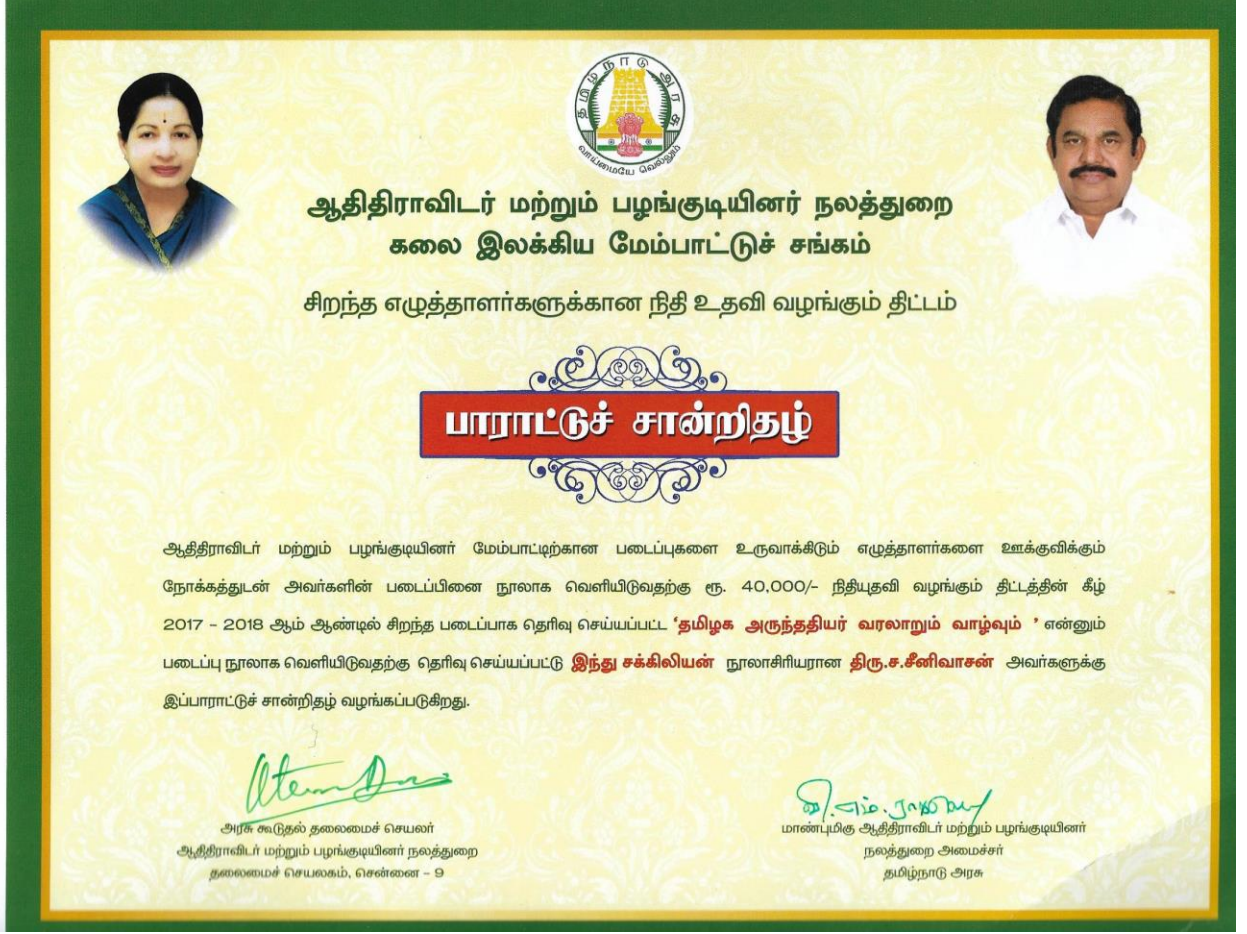 தமிழ்நாடு அரசு
வாய்மையே வெல்லும்
ஆதிதிராவிடர் மற்றும் பழங்குடியினர் நலத்துறை
கலை இலக்கிய மேம்பாட்டுச் சங்கம்
சிறந்த எழுத்தாளர்களுக்கான நிதி உதவி வழங்கும் திட்டம்
பாராட்டுச் சான்றிதழ்
ஆதிதிராவிடர் மற்றும் பழங்குடியினர் மேம்பாட்டிற்கான படைப்புகளை உருவாக்கிடும் எழுத்தாளர்களை ஊக்குவிக்கும்
நோக்கத்துடன் அவர்களின் படைப்பினை நூலாக வெளியிடுவதற்கு ரூ. 40,000/- நிதியுதவி வழங்கும் திட்டத்தின் கீழ்
2017 - 2018 ஆம் ஆண்டில் சிறந்த படைப்பாக தெரிவு செய்யப்பட்ட ‘தமிழக அருந்ததியர் வரலாறும் வாழ்வும் ’ என்னும்
படைப்பு நூலாக வெளியிடுவதற்கு தெரிவு செய்யப்பட்டு இந்து சக்கிலியன் நூலாசிரியரான திரு.ச.சீனிவாசன் அவர்களுக்கு
இப்பாராட்டுச் சான்றிதழ் வழங்கப்படுகிறது.
அரசு கூடுதல் தலைமைச் செயலர்
ஆதிதிராவிடர் மற்றும் பழங்குடியினர் நலத்துறை
தலைமைச் செயலகம், சென்னை - 9
மாண்புமிகு ஆதிதிராவிடர் மற்றும் பழங்குடியினர்
நலத்துறை அமைச்சர்
தமிழ்நாடு அரசு